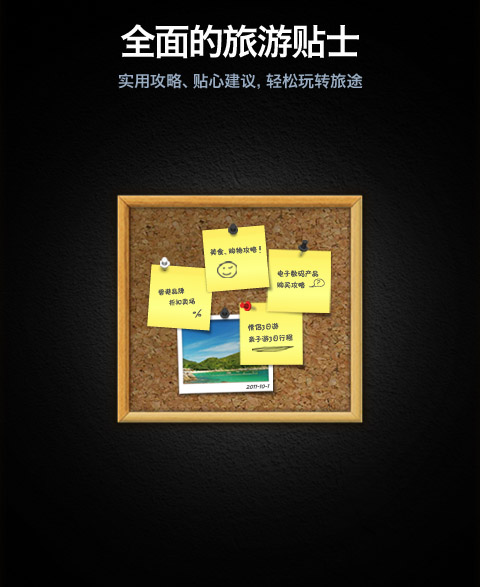 全面的旅游贴士
实用攻略、贴心建议，轻松玩转旅途
美食、购物攻略！
电子数码产品
购买攻略
香港品牌
折扣卖场
%
情侣3日游
亲子游3日行程
2011-10-1